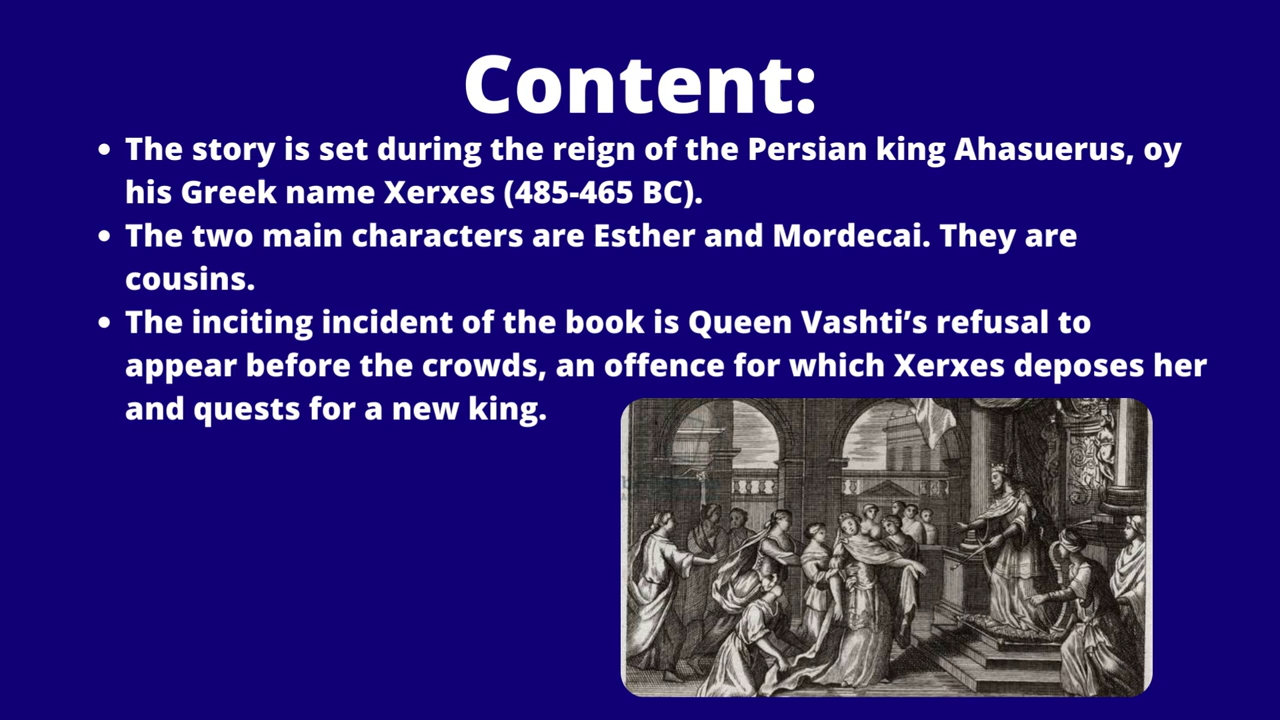 Content:
• The story is set during the reign of the Persian king Ahasuerus, oy
his Greek name Xerxes (485-465 BC).
• The two main characters are Esther and Mordecai. They are
cousins.
• The inciting incident of the book is Queen Vashti’s refusal to
appear before the crowds, an offence for which Xerxes deposes her
and quests for a new king.